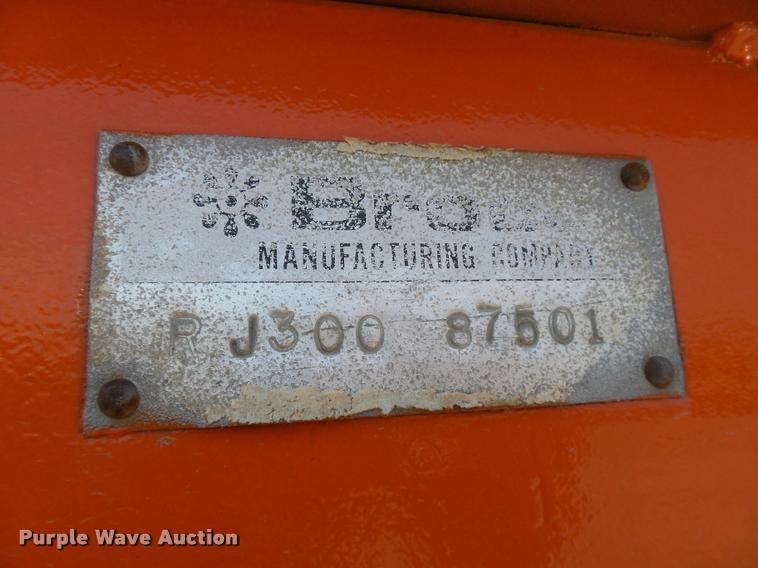 MANUFACTURING COMPANY
R J300 87501
Purple Wave Auction